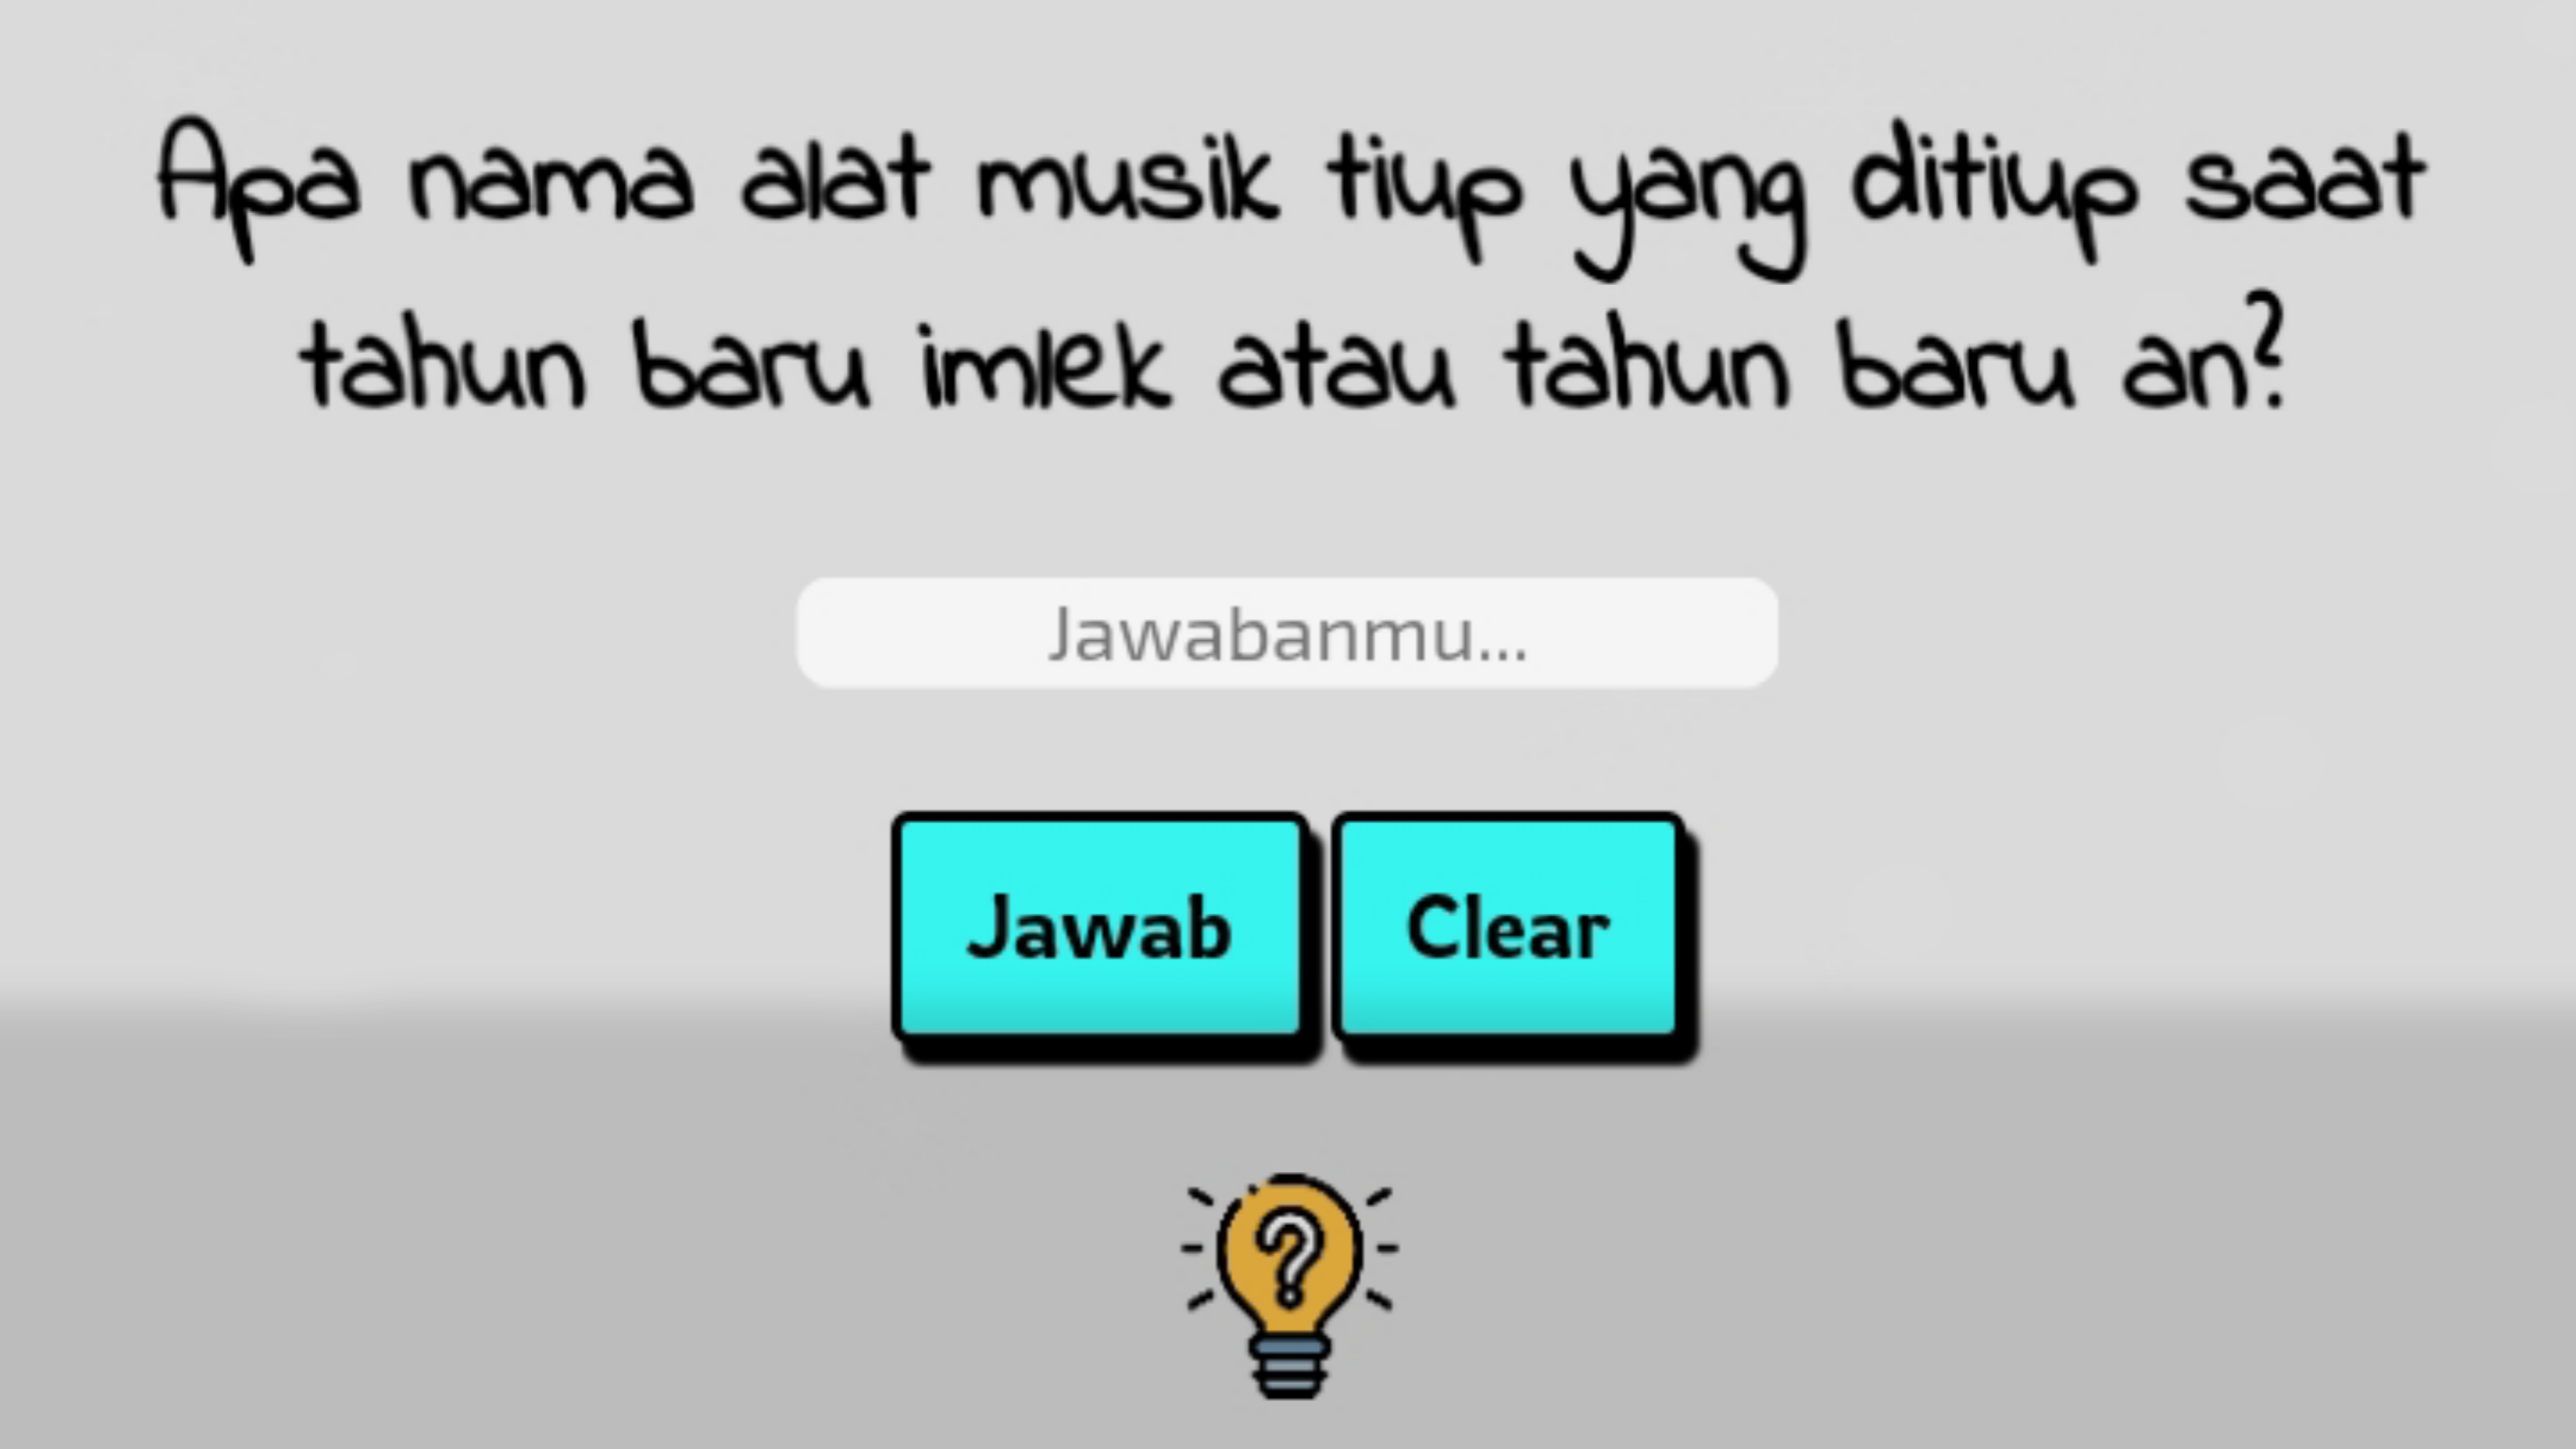 Apa nama alat musik tiup yang ditiup saat
tahun baru imlek atau tahun baru an?
Jawabanmu...
Jawab Clear
?